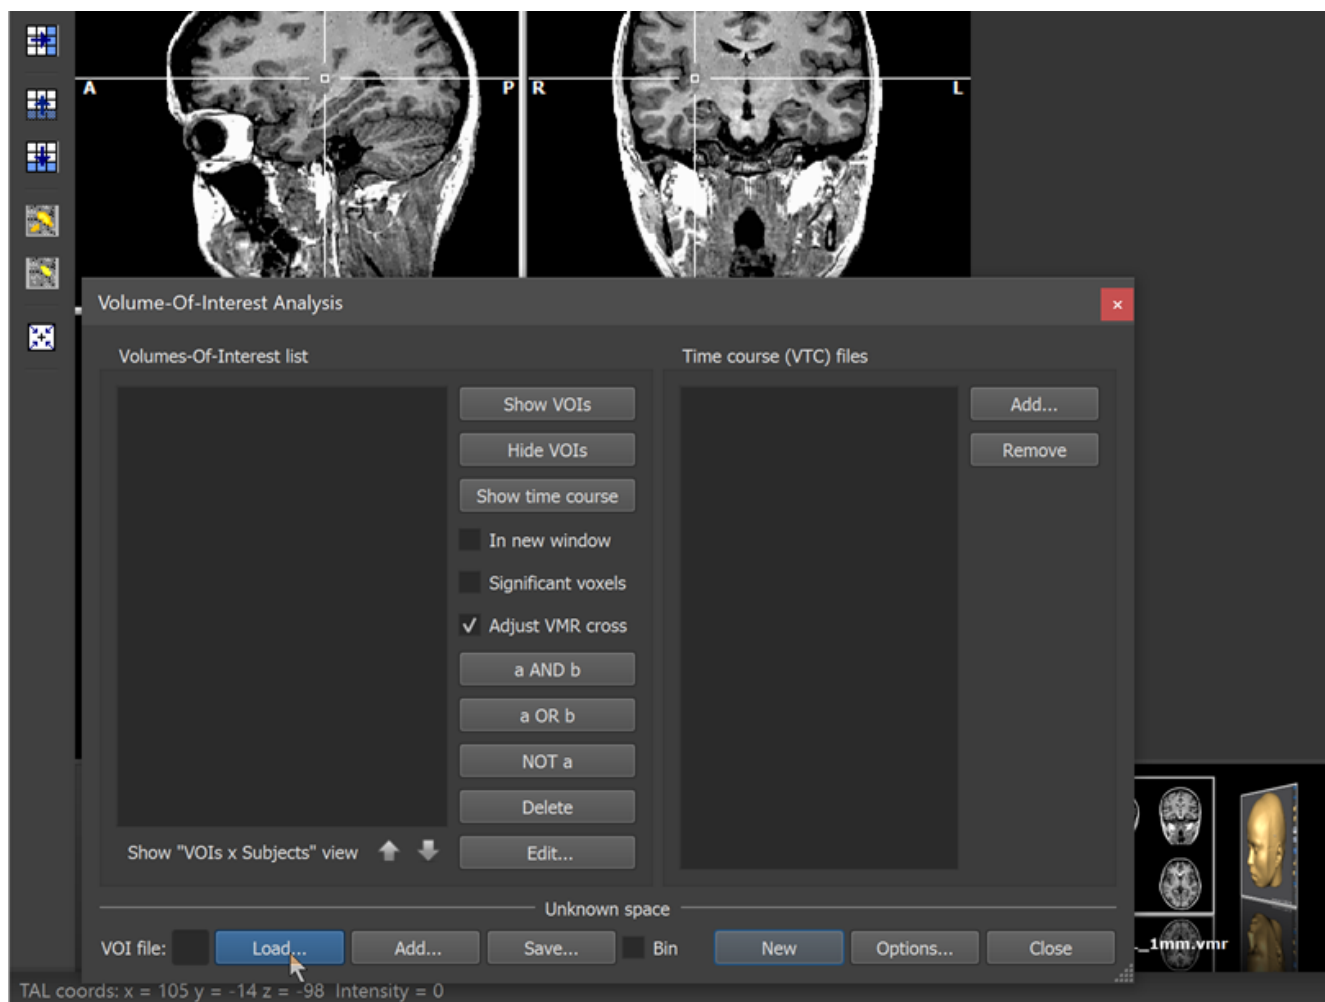 A
P
R
L
Volume-Of-Interest Analysis
×
Volumes-Of-Interest list
Time course (VTC) files
Show VOIs
Add...
Hide VOIs
Remove
Show time course
In new window
Significant voxels
Adjust VMR cross
a AND b
a OR b
NOT a
Delete
Show "VOIs x Subjects" view
Edit...
Unknown space
VOI file:
Load...
Add...
Save...
Bin
New
Options...
Close
_1mm.vmr
TAL coords: x = 105 y = -14 z = -98 Intensity = 0